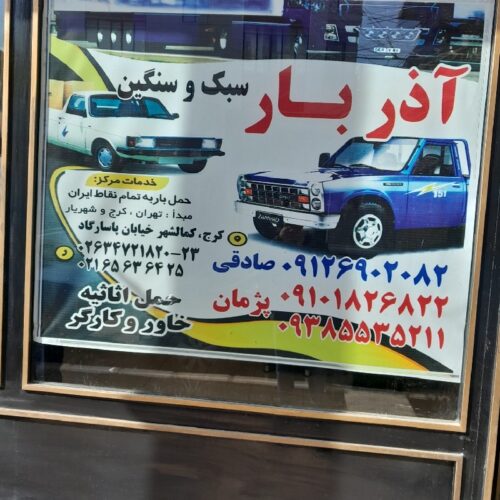 آذر بار
سبک و سنگین
خدمات مرکز:
حمل بار به تمام نقاط ایران
مبدأ : تهران ، کرج و شهریار
کرج، کمالشهر خیابان پاسارگاد
۰۲۶۳۴۷۲۱۸۲۰-۲۳
۰۲۱۶۵۶۳۶۴۲۵
حمل اثاثیه
خاور و کارگر
۰۹۱۲۶۹۰۲۰۸۲ صادقی
۰۹۱۰۱۸۲۶۸۲۲ پژمان
۰۹۳۸۵۵۳۵۲۱۱